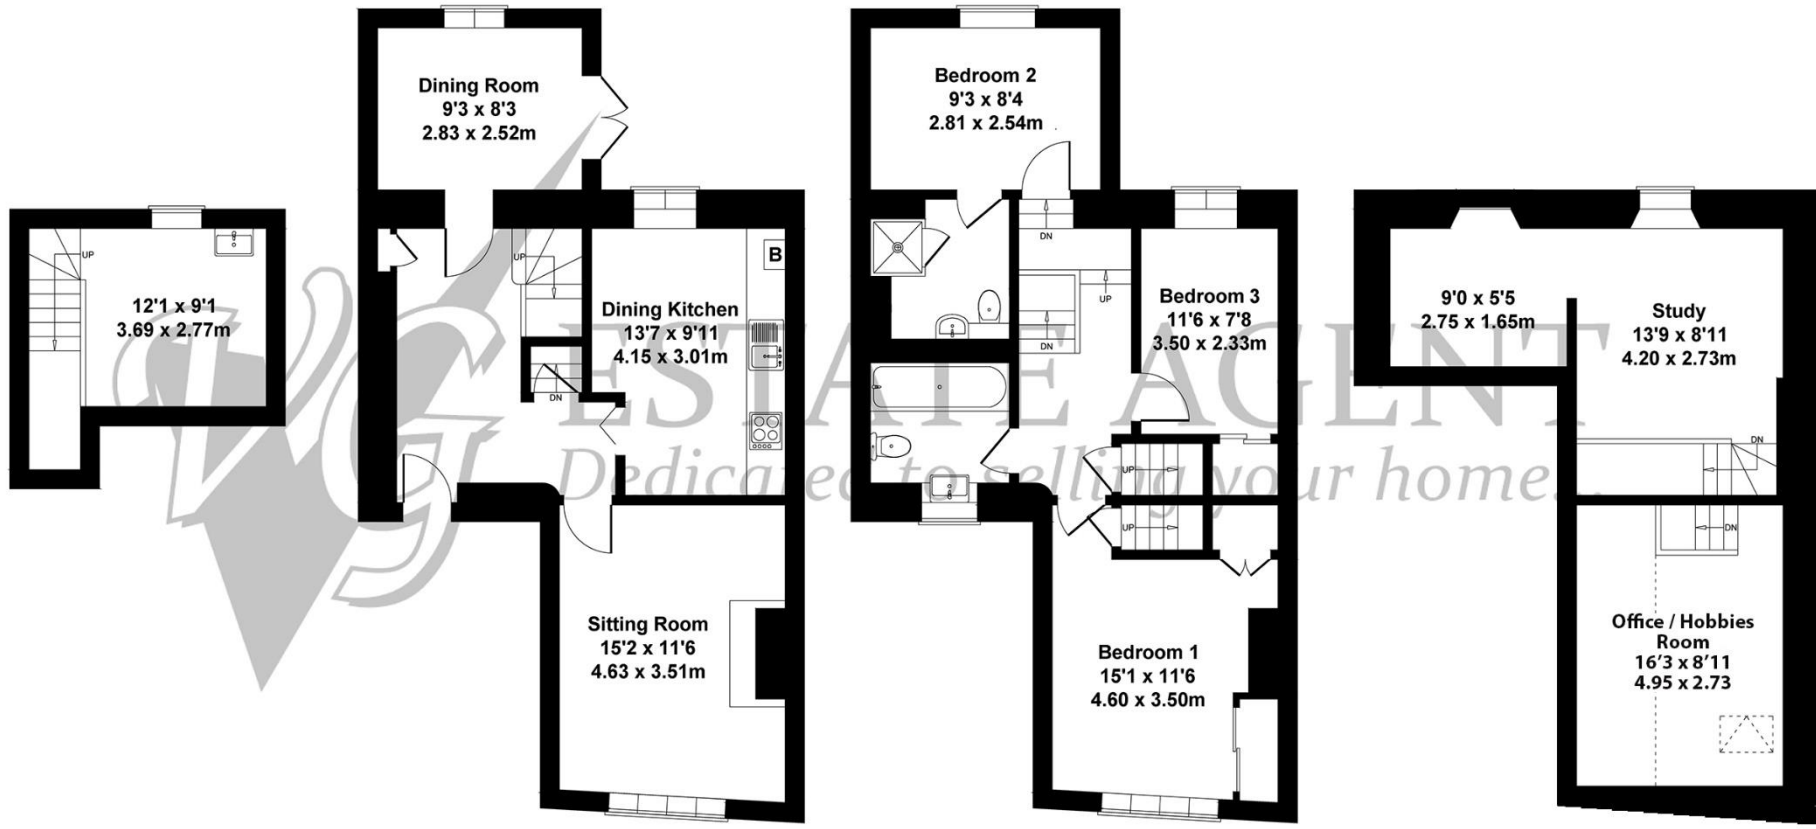 UP
12'1 x 9'1
3.69 x 2.77m
Dining Room
9'3 x 8'3
2.83 x 2.52m
UP
B
Dining Kitchen
13'7 x 9'11
4.15 x 3.01m
DN
Sitting Room
15'2 x 11'6
4.63 x 3.51m
Bedroom 2
9'3 x 8'4
2.81 x 2.54m
DN
UP
DN
Bedroom 3
11'6 x 7'8
3.50 x 2.33m
UP
UP
Bedroom 1
15'1 x 11'6
4.60 x 3.50m
9'0 x 5'5
2.75 x 1.65m
Study
13'9 x 8'11
4.20 x 2.73m
DN
DN
Office / Hobbies
Room
16'3 x 8'11
4.95 x 2.73
VG ESTATE AGENT
Dedicated to selling your home...